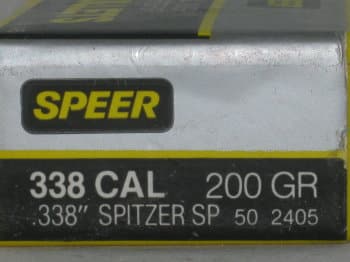 SPEER
338 CAL 200 GR
.338" SPITZER SP 50 2405